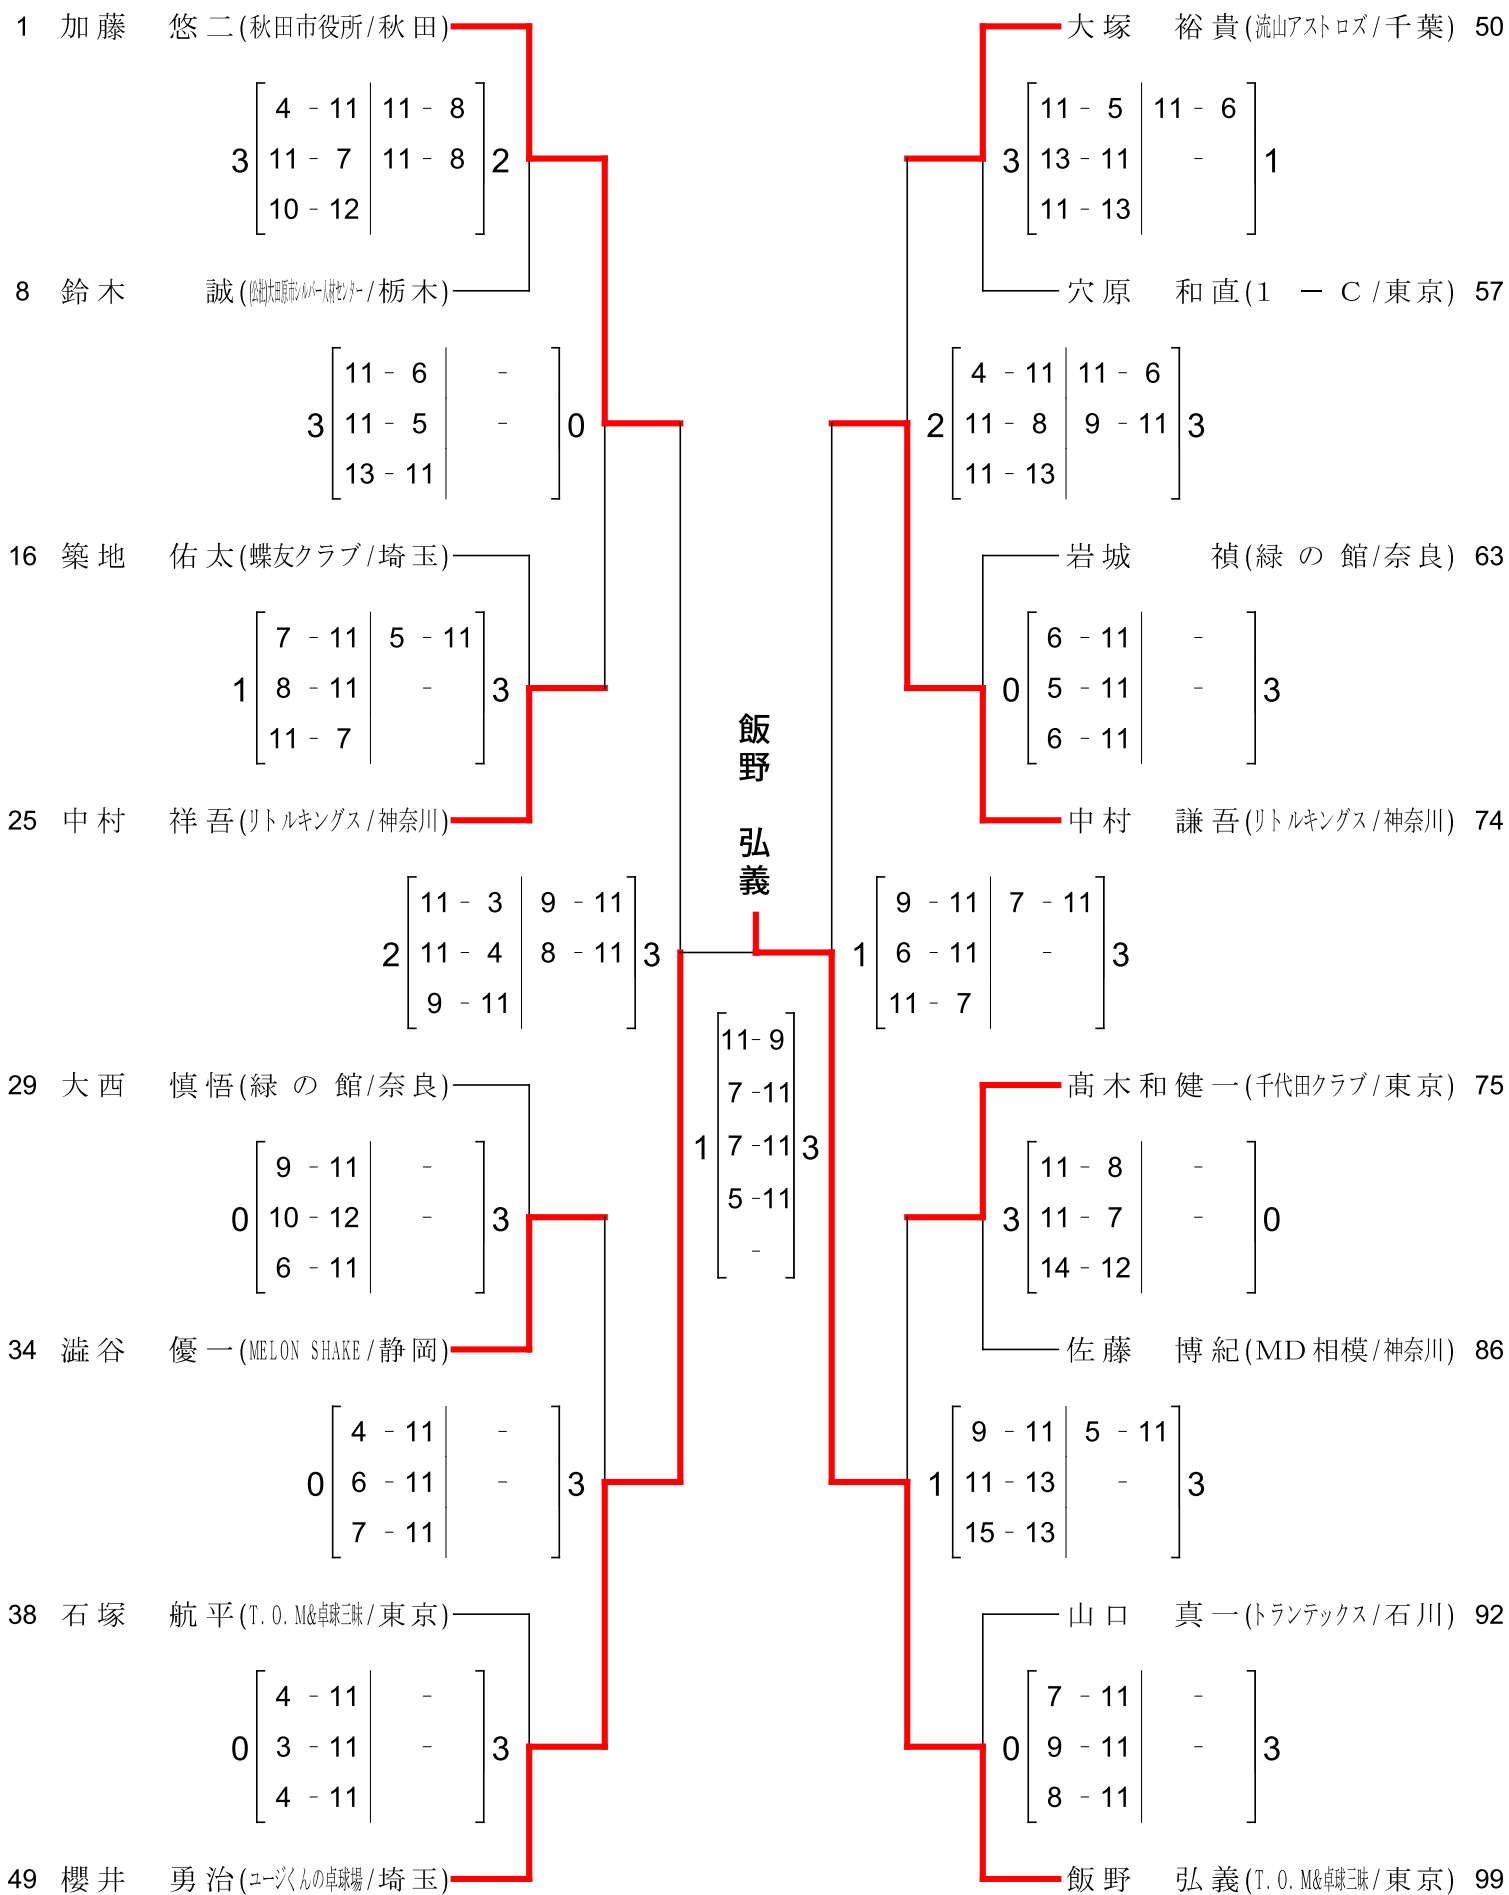 1 加藤 悠二(秋田市役所/秋田)
3 4 - 11 11 - 8 2
11 - 7 11 - 8
10 - 12
8 鈴木 誠((公社)大田原市シルバー人材センター/栃木)
3 11 - 6 - 0
11 - 5 -
13 - 11
16 築地 佑太(蝶友クラブ/埼玉)
1 7 - 11 5 - 11 3
8 - 11 -
11 - 7
25 中村 祥吾(リトルキングス/神奈川)
2 11 - 3 9 - 11 3
11 - 4 8 - 11
9 - 11
29 大西 慎悟(緑の館/奈良)
0 9 - 11 - 3
10 - 12 -
6 - 11
34 澁谷 優一(MELON SHAKE/静岡)
0 4 - 11 - 3
6 - 11 -
7 - 11
38 石塚 航平(T.O.M&卓球三昧/東京)
0 4 - 11 - 3
3 - 11 -
4 - 11
49 櫻井 勇治(ユージくんの卓球場/埼玉)
飯野 弘義
1 11 - 9 3
7 - 11
7 - 11
5 - 11
-
大塚 裕貴(流山アストロズ/千葉) 50
3 11 - 5 11 - 6 1
13 - 11 -
11 - 13
穴原 和直(1-C/東京) 57
2 4 - 11 11 - 6 3
11 - 8 9 - 11
11 - 13
岩城 禎(緑の館/奈良) 63
0 6 - 11 - 3
5 - 11 -
6 - 11
中村 謙吾(リトルキングス/神奈川) 74
1 9 - 11 7 - 11 3
6 - 11 -
11 - 7
髙木和健一(千代田クラブ/東京) 75
3 11 - 8 - 0
11 - 7 -
14 - 12
佐藤 博紀(MD相模/神奈川) 86
1 9 - 11 5 - 11 3
11 - 13 -
15 - 13
山口 真一(トランテックス/石川) 92
0 7 - 11 - 3
9 - 11 -
8 - 11
飯野 弘義(T.O.M&卓球三昧/東京) 99